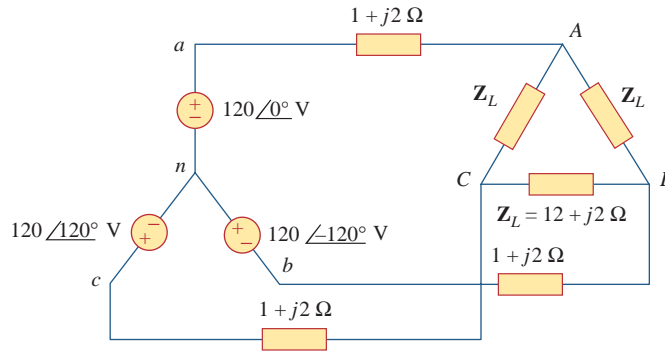 1 + j2 Ω
a
A
Z_L
Z_L
+
−
120 /0° V
n
C
B
Z_L = 12 + j2 Ω
120 /120° V
−
+
+
−
120 /−120° V
b
1 + j2 Ω
c
1 + j2 Ω